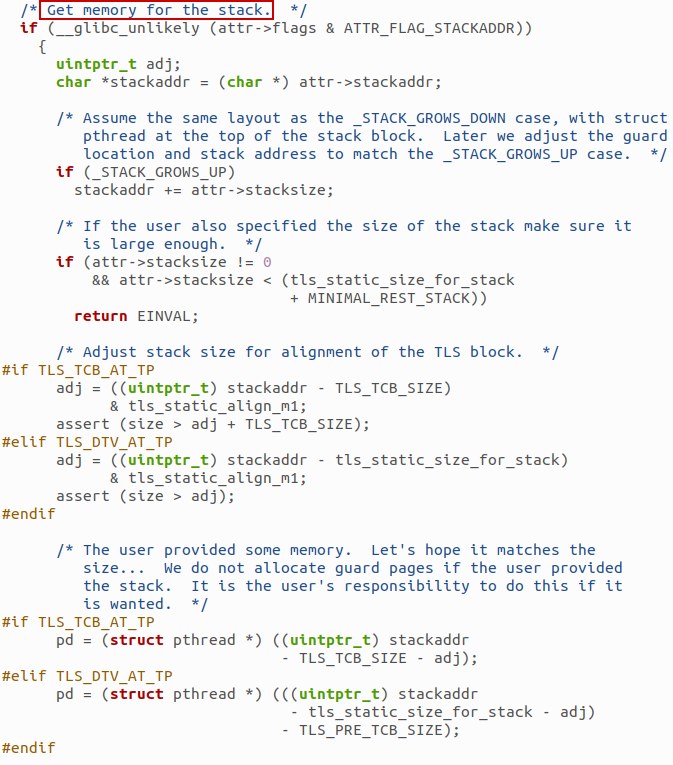 /* Get memory for the stack.  */
if (__glibc_unlikely (attr->flags & ATTR_FLAG_STACKADDR))
{
uintptr_t adj;
char *stackaddr = (char *) attr->stackaddr;
/* Assume the same layout as the _STACK_GROWS_DOWN case, with struct
pthread at the top of the stack block.  Later we adjust the guard
location and stack address to match the _STACK_GROWS_UP case.  */
if (_STACK_GROWS_UP)
stackaddr += attr->stacksize;
/* If the user also specified the size of the stack make sure it
is large enough.  */
if (attr->stacksize != 0
&& attr->stacksize < (tls_static_size_for_stack
+ MINIMAL_REST_STACK))
return EINVAL;
/* Adjust stack size for alignment of the TLS block.  */
#if TLS_TCB_AT_TP
adj = ((uintptr_t) stackaddr - TLS_TCB_SIZE)
& tls_static_align_m1;
assert (size > adj + TLS_TCB_SIZE);
#elif TLS_DTV_AT_TP
adj = ((uintptr_t) stackaddr - tls_static_size_for_stack)
& tls_static_align_m1;
assert (size > adj);
#endif
/* The user provided some memory.  Let's hope it matches the
size...  We do not allocate guard pages if the user provided
the stack.  It is the user's responsibility to do this if it
is wanted.  */
#if TLS_TCB_AT_TP
pd = (struct pthread *) ((uintptr_t) stackaddr
- TLS_TCB_SIZE - adj);
#elif TLS_DTV_AT_TP
pd = (struct pthread *) (((uintptr_t) stackaddr
- tls_static_size_for_stack - adj)
- TLS_PRE_TCB_SIZE);
#endif